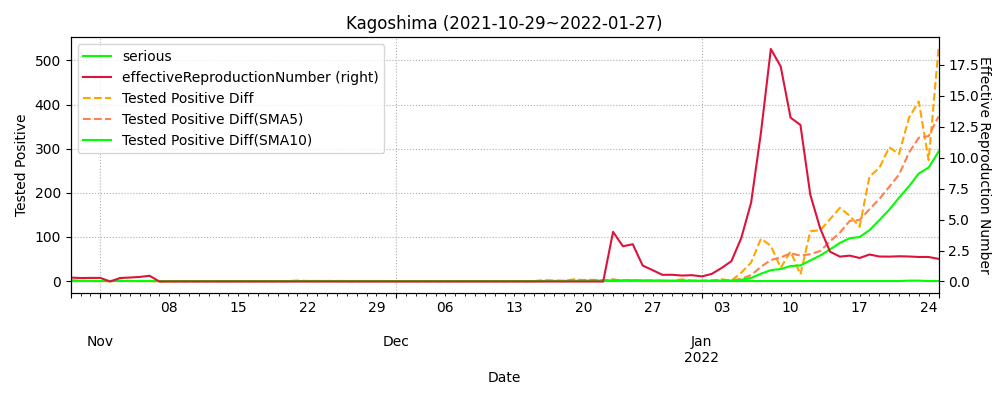 Kagoshima (2021-10-29~2022-01-27)
serious
effectiveReproductionNumber (right)
Tested Positive Diff
Tested Positive Diff(SMA5)
Tested Positive Diff(SMA10)
Tested Positive
500
400
300
200
100
0
Effective Reproduction Number
17.5
15.0
12.5
10.0
7.5
5.0
2.5
0.0
08 15 22 29 06 13 20 27 03 10 17 24
Nov Dec Jan
2022
Date